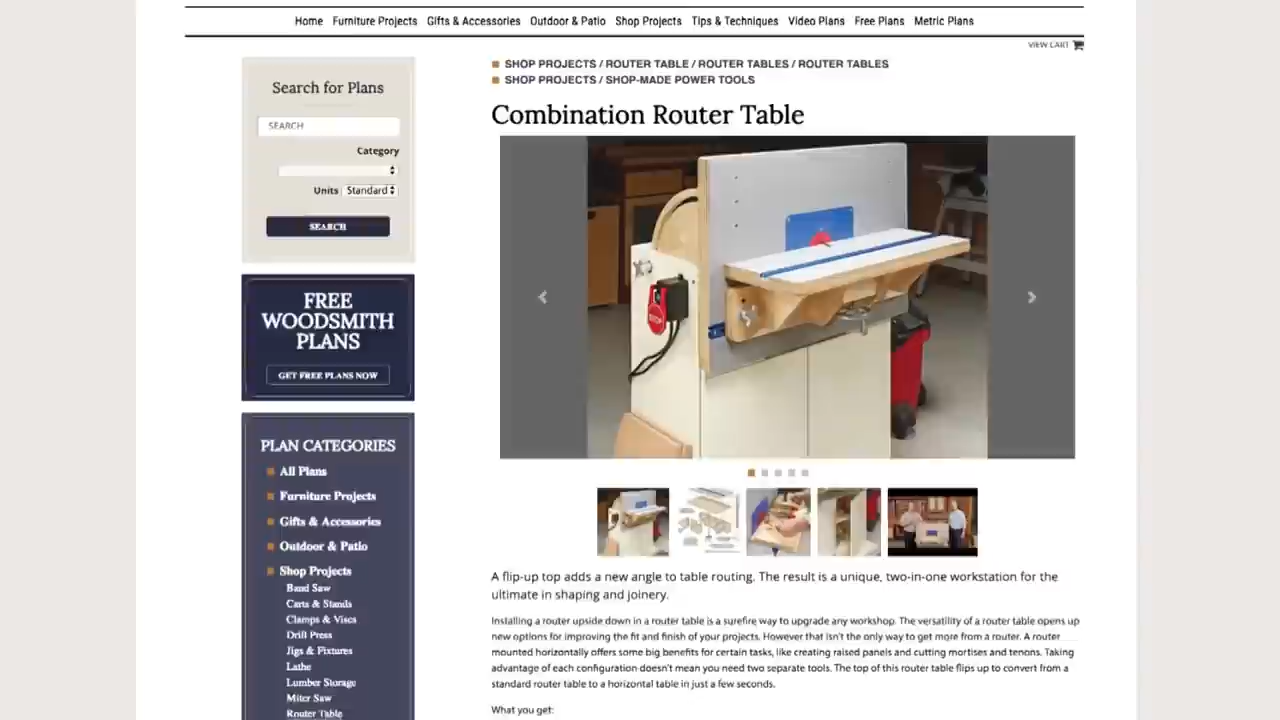 Home Furniture Projects Gifts & Accessories Outdoor & Patio Shop Projects Tips & Techniques Video Plans Free Plans Metric Plans
VIEW CART
Search for Plans
SEARCH
Category
Units Standard
SEARCH
FREE
WOODSMITH
PLANS
GET FREE PLANS NOW
PLAN CATEGORIES
All Plans
Furniture Projects
Gifts & Accessories
Outdoor & Patio
Shop Projects
Band Saw
Carts & Stands
Clamps & Vises
Drill Press
Jigs & Fixtures
Lathe
Lumber Storage
Miter Saw
Router Table
SHOP PROJECTS / ROUTER TABLE / ROUTER TABLES / ROUTER TABLES
SHOP PROJECTS / SHOP-MADE POWER TOOLS
Combination Router Table
STOP
A flip-up top adds a new angle to table routing. The result is a unique, two-in-one workstation for the
ultimate in shaping and joinery.
Installing a router upside down in a router table is a surefire way to upgrade any workshop. The versatility of a router table opens up
new options for improving the fit and finish of your projects. However that isn't the only way to get more from a router. A router
mounted horizontally offers some big benefits for certain tasks, like creating raised panels and cutting mortises and tenons. Taking
advantage of each configuration doesn't mean you need two separate tools. The top of this router table flips up to convert from a
standard router table to a horizontal table in just a few seconds.
What you get: